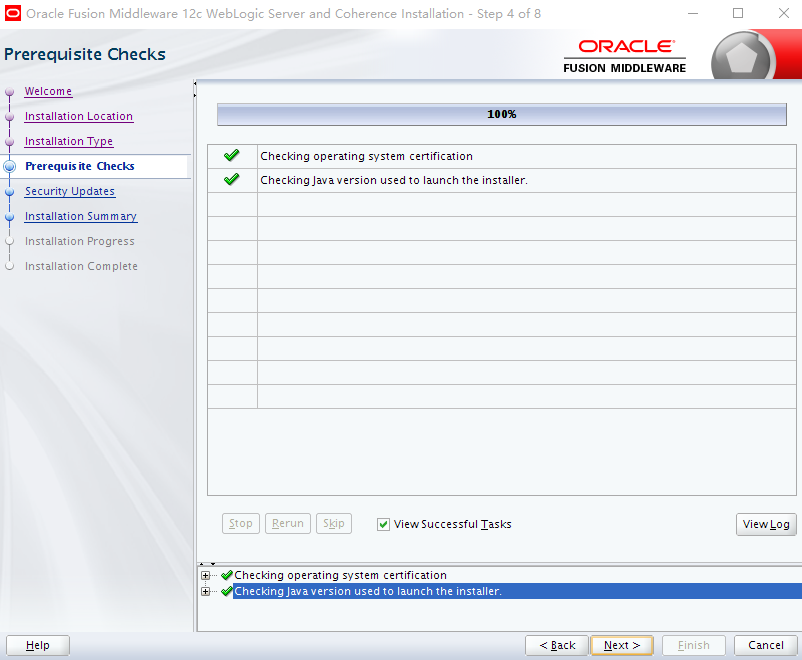 Oracle Fusion Middleware 12c WebLogic Server and Coherence Installation - Step 4 of 8
Prerequisite Checks
ORACLE
FUSION MIDDLEWARE
Welcome
Installation Location
Installation Type
Prerequisite Checks
Security Updates
Installation Summary
Installation Progress
Installation Complete
100%
Checking operating system certification
Checking Java version used to launch the installer.
Stop Rerun Skip View Successful Tasks View Log
Checking operating system certification
Checking Java version used to launch the installer.
Help < Back Next > Finish Cancel